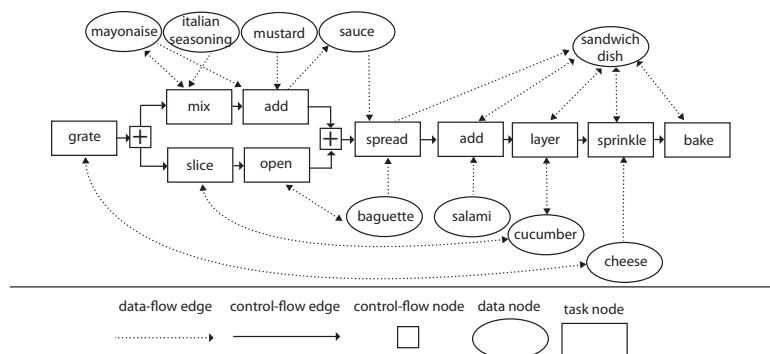 mayonaise
italian
seasoning
mustard
sauce
sandwich
dish
mix
add
grate
+
+
spread
add
layer
sprinkle
bake
slice
open
baguette
salami
cucumber
cheese
data-flow edge
control-flow edge
control-flow node
data node
task node